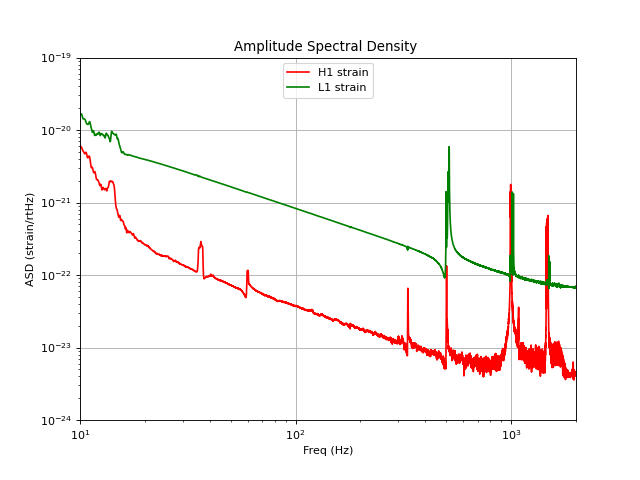 Amplitude Spectral Density
H1 strain
L1 strain
10⁻¹⁹
10⁻²⁰
10⁻²¹
10⁻²²
10⁻²³
10⁻²⁴
ASD (strain/rtHz)
10¹ 10² 10³
Freq (Hz)